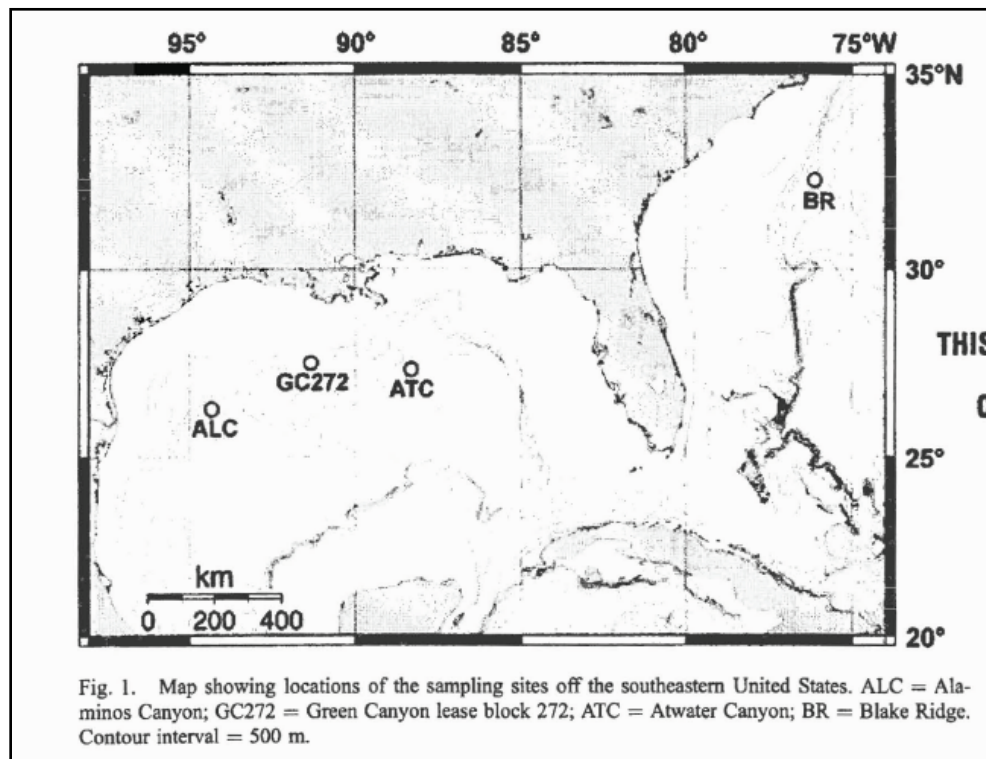 95° 90° 85° 80° 75°W
35°N
BR
30°
THIS
GC272
ATC
ALC
25°
km
0 200 400
20°
Fig. 1. Map showing locations of the sampling sites off the southeastern United States. ALC = Ala-
minos Canyon; GC272 = Green Canyon lease block 272; ATC = Atwater Canyon; BR = Blake Ridge.
Contour interval = 500 m.